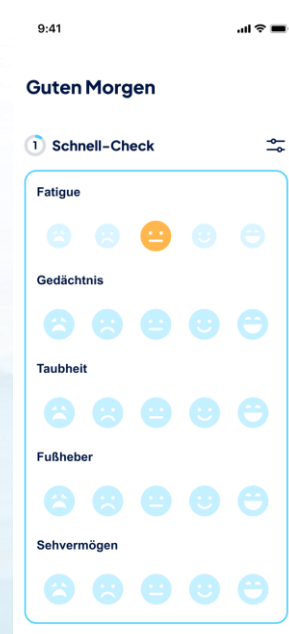 9:41
Guten Morgen
1 Schnell-Check
Fatigue
Gedächtnis
Taubheit
Fußheber
Sehvermögen